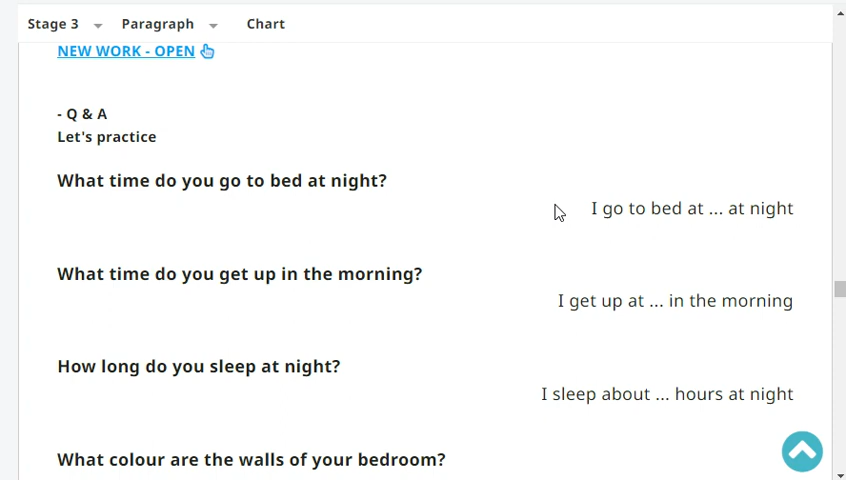 Stage 3 Paragraph Chart
NEW WORK - OPEN
- Q & A
Let's practice
What time do you go to bed at night?
I go to bed at ... at night
What time do you get up in the morning?
I get up at ... in the morning
How long do you sleep at night?
I sleep about ... hours at night
What colour are the walls of your bedroom?